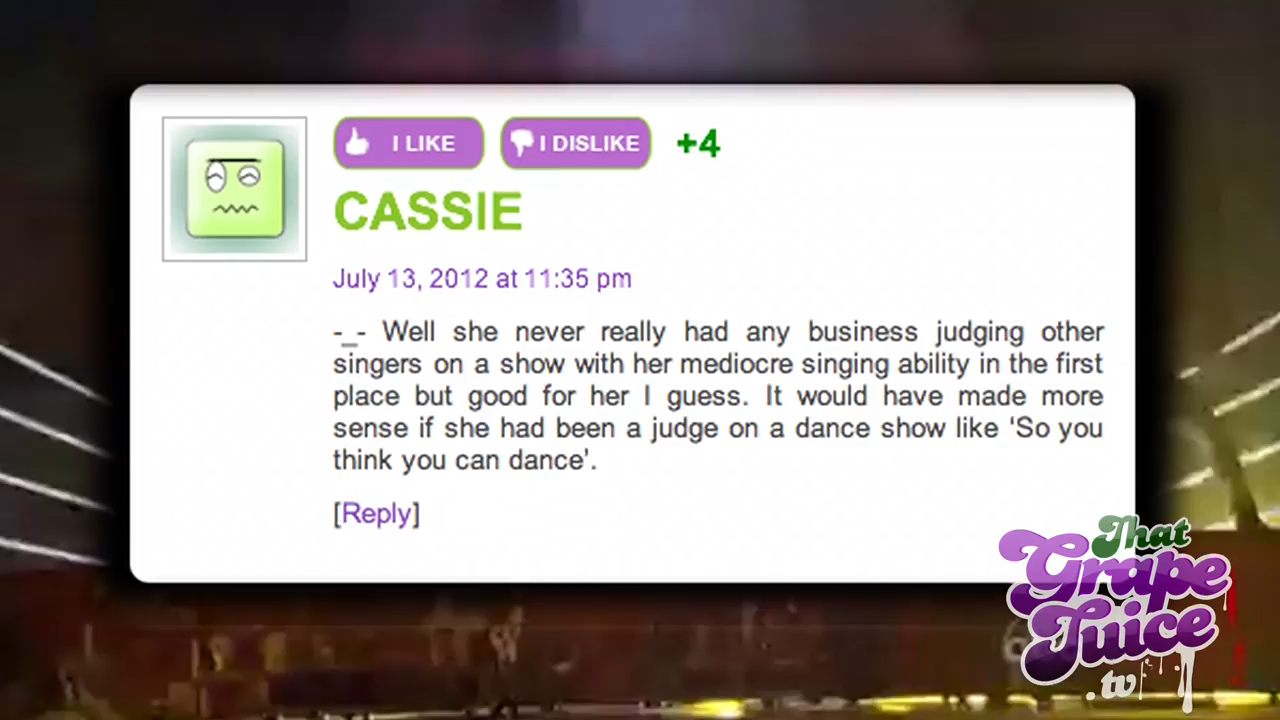 I LIKE I DISLIKE +4
CASSIE
July 13, 2012 at 11:35 pm
-_- Well she never really had any business judging other
singers on a show with her mediocre singing ability in the first
place but good for her I guess. It would have made more
sense if she had been a judge on a dance show like 'So you
think you can dance'.
[Reply]
That
Grape
Juice
.tv